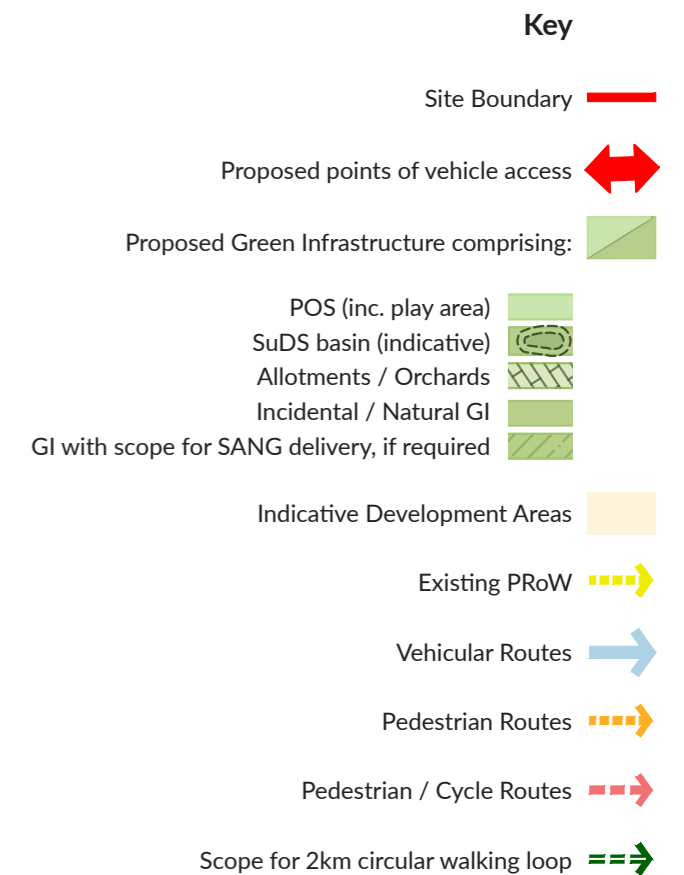 Key
Site Boundary
Proposed points of vehicle access
Proposed Green Infrastructure comprising:
POS (inc. play area)
SuDS basin (indicative)
Allotments / Orchards
Incidental / Natural GI
GI with scope for SANG delivery, if required
Indicative Development Areas
Existing PRoW
Vehicular Routes
Pedestrian Routes
Pedestrian / Cycle Routes
Scope for 2km circular walking loop